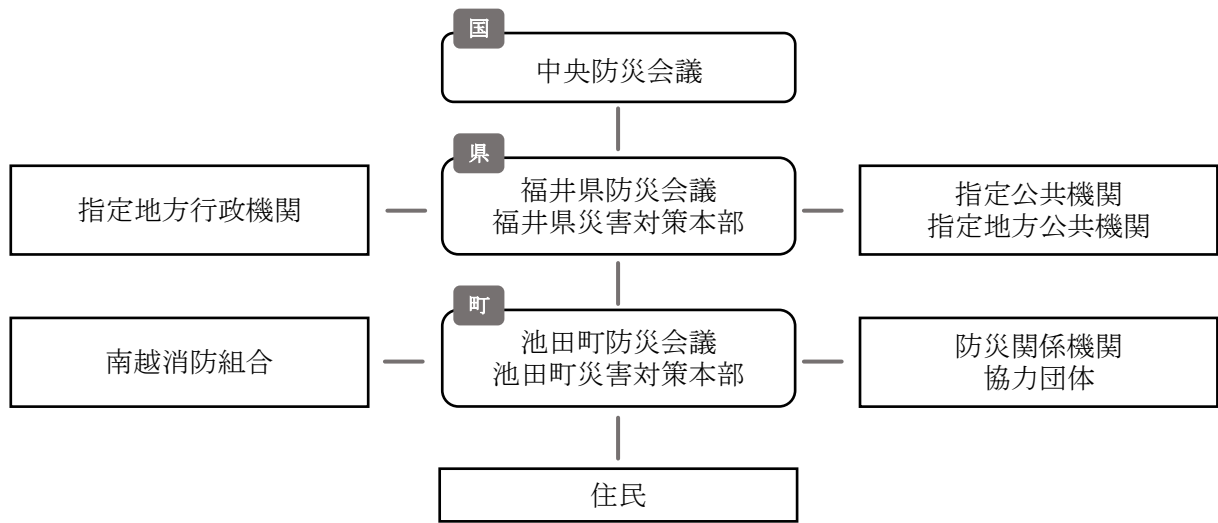 国
中央防災会議
県
指定地方行政機関
福井県防災会議
福井県災害対策本部
指定公共機関
指定地方公共機関
町
南越消防組合
池田町防災会議
池田町災害対策本部
防災関係機関
協力団体
住民